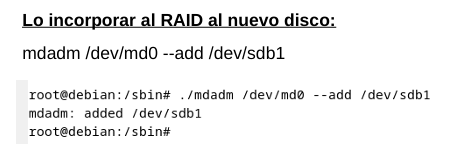 Lo incorporar al RAID al nuevo disco:
mdadm /dev/md0 --add /dev/sdb1
root@debian:/sbin# ./mdadm /dev/md0 --add /dev/sdb1
mdadm: added /dev/sdb1
root@debian:/sbin#